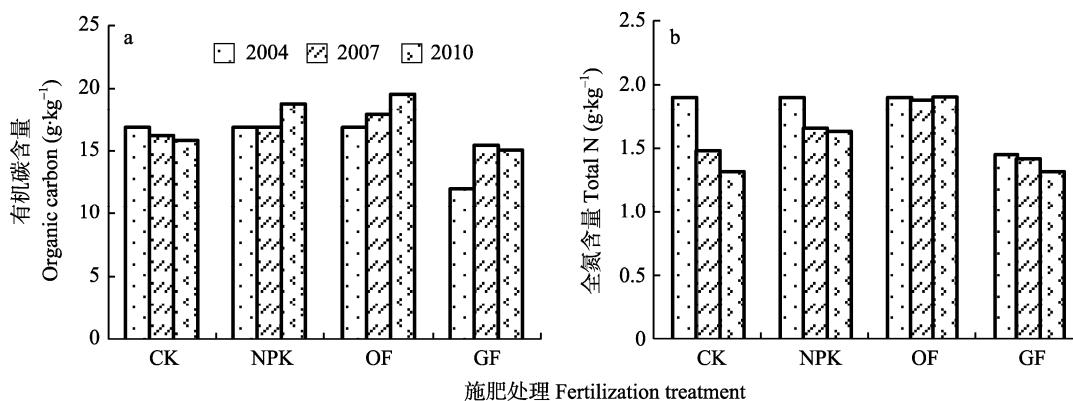 a
2004 2007 2010
有机碳含量
Organic carbon (g·kg⁻¹)
25
20
15
10
5
0
CK NPK OF GF
b
全氮含量 Total N (g·kg⁻¹)
2.5
2.0
1.5
1.0
0.5
0
CK NPK OF GF
施肥处理 Fertilization treatment